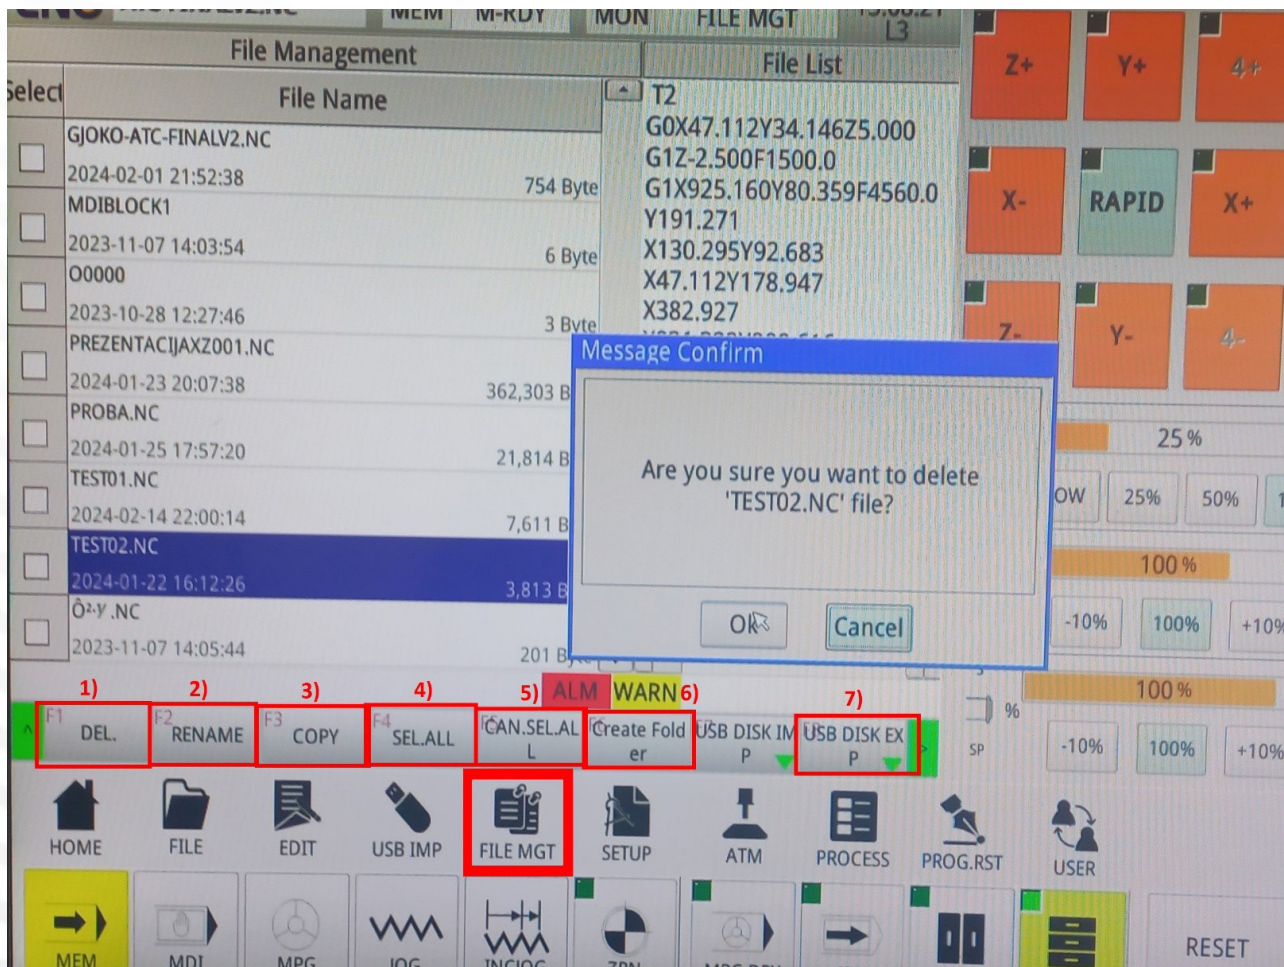 MEM M-RDY MON FILE MGT
L3
File Management
File List
Select
File Name
GJOKO-ATC-FINALV2.NC
2024-02-01 21:52:38
754 Byte
MDIBLOCK1
2023-11-07 14:03:54
6 Byte
O0000
2023-10-28 12:27:46
3 Byte
PREZENTACIJAXZ001.NC
2024-01-23 20:07:38
362,303 B
PROBA.NC
2024-01-25 17:57:20
21,814 B
TEST01.NC
2024-02-14 22:00:14
7,611 B
TEST02.NC
2024-01-22 16:12:26
3,813 B
Ô²·Ý .NC
2023-11-07 14:05:44
201 By
T2
G0X47.112Y34.146Z5.000
G1Z-2.500F1500.0
G1X925.160Y80.359F4560.0
Y191.271
X130.295Y92.683
X47.112Y178.947
X382.927
Message Confirm
Are you sure you want to delete
'TEST02.NC' file?
Ok
Cancel
Z+
Y+
4+
X-
RAPID
X+
Z-
Y-
4-
25%
OW
25%
50%
1
100%
-10%
100%
+10%
100%
%
SP
-10%
100%
+10%
ALM WARN
1)
2)
3)
4)
5)
6)
7)
F1
DEL.
F2
RENAME
F3
COPY
F4
SEL.ALL
CAN.SEL.AL
L
Create Fold
er
USB DISK IM
P
USB DISK EX
P
HOME
FILE
EDIT
USB IMP
FILE MGT
SETUP
ATM
PROCESS
PROG.RST
USER
MEM
MDI
MPG
JOG
INCJOG
ZRN
RESET